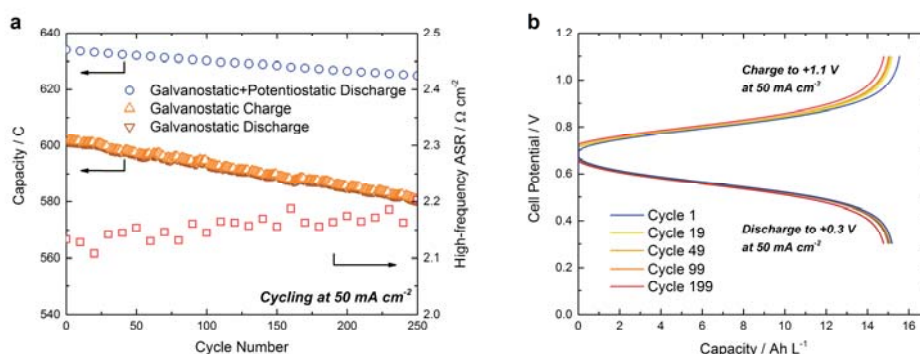 a
Capacity / C
640
620
600
580
560
540
0
50
100
150
200
250
Cycle Number
2.5
2.4
2.3
2.2
2.1
2.0
High-frequency ASR / Ω cm²
Galvanostatic+Potentiostatic Discharge
Galvanostatic Charge
Galvanostatic Discharge
Cycling at 50 mA cm⁻²
b
Cell Potential / V
1.2
1.0
0.8
0.6
0.4
0.2
0.0
0
2
4
6
8
10
12
14
16
Capacity / Ah L⁻¹
Charge to +1.1 V
at 50 mA cm⁻²
Cycle 1
Cycle 19
Cycle 49
Cycle 99
Cycle 199
Discharge to +0.3 V
at 50 mA cm⁻²